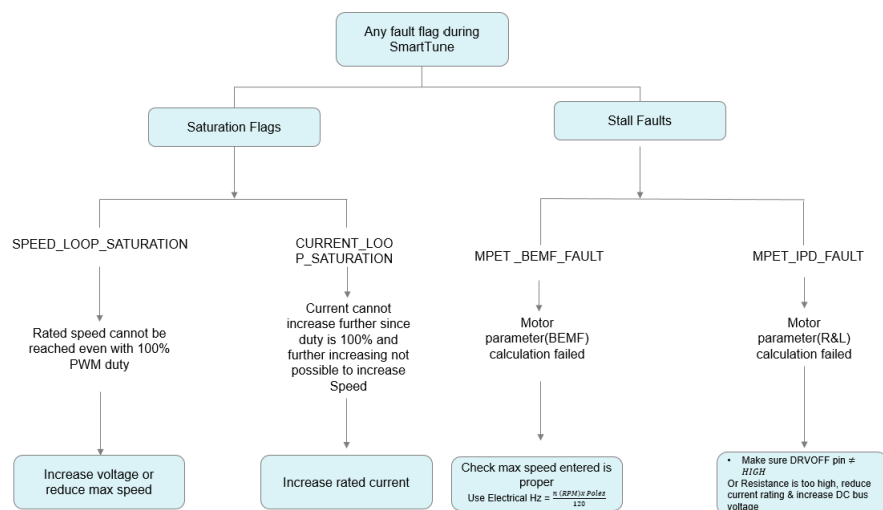 Any fault flag during
SmartTune
Saturation Flags
Stall Faults
SPEED_LOOP_SATURATION
CURRENT_LOO
P_SATURATION
MPET _BEMF_FAULT
MPET_IPD_FAULT
Rated speed cannot be
reached even with 100%
PWM duty
Current cannot
increase further since
duty is 100% and
further increasing not
possible to increase
Speed
Motor
parameter(BEMF)
calculation failed
Motor
parameter(R&L)
calculation failed
Increase voltage or
reduce max speed
Increase rated current
Check max speed entered is
proper
Use Electrical Hz = n (RPM)x Poles / 120
• Make sure DRVOFF pin ≠
HIGH
Or Resistance is too high, reduce
current rating & increase DC bus
voltage